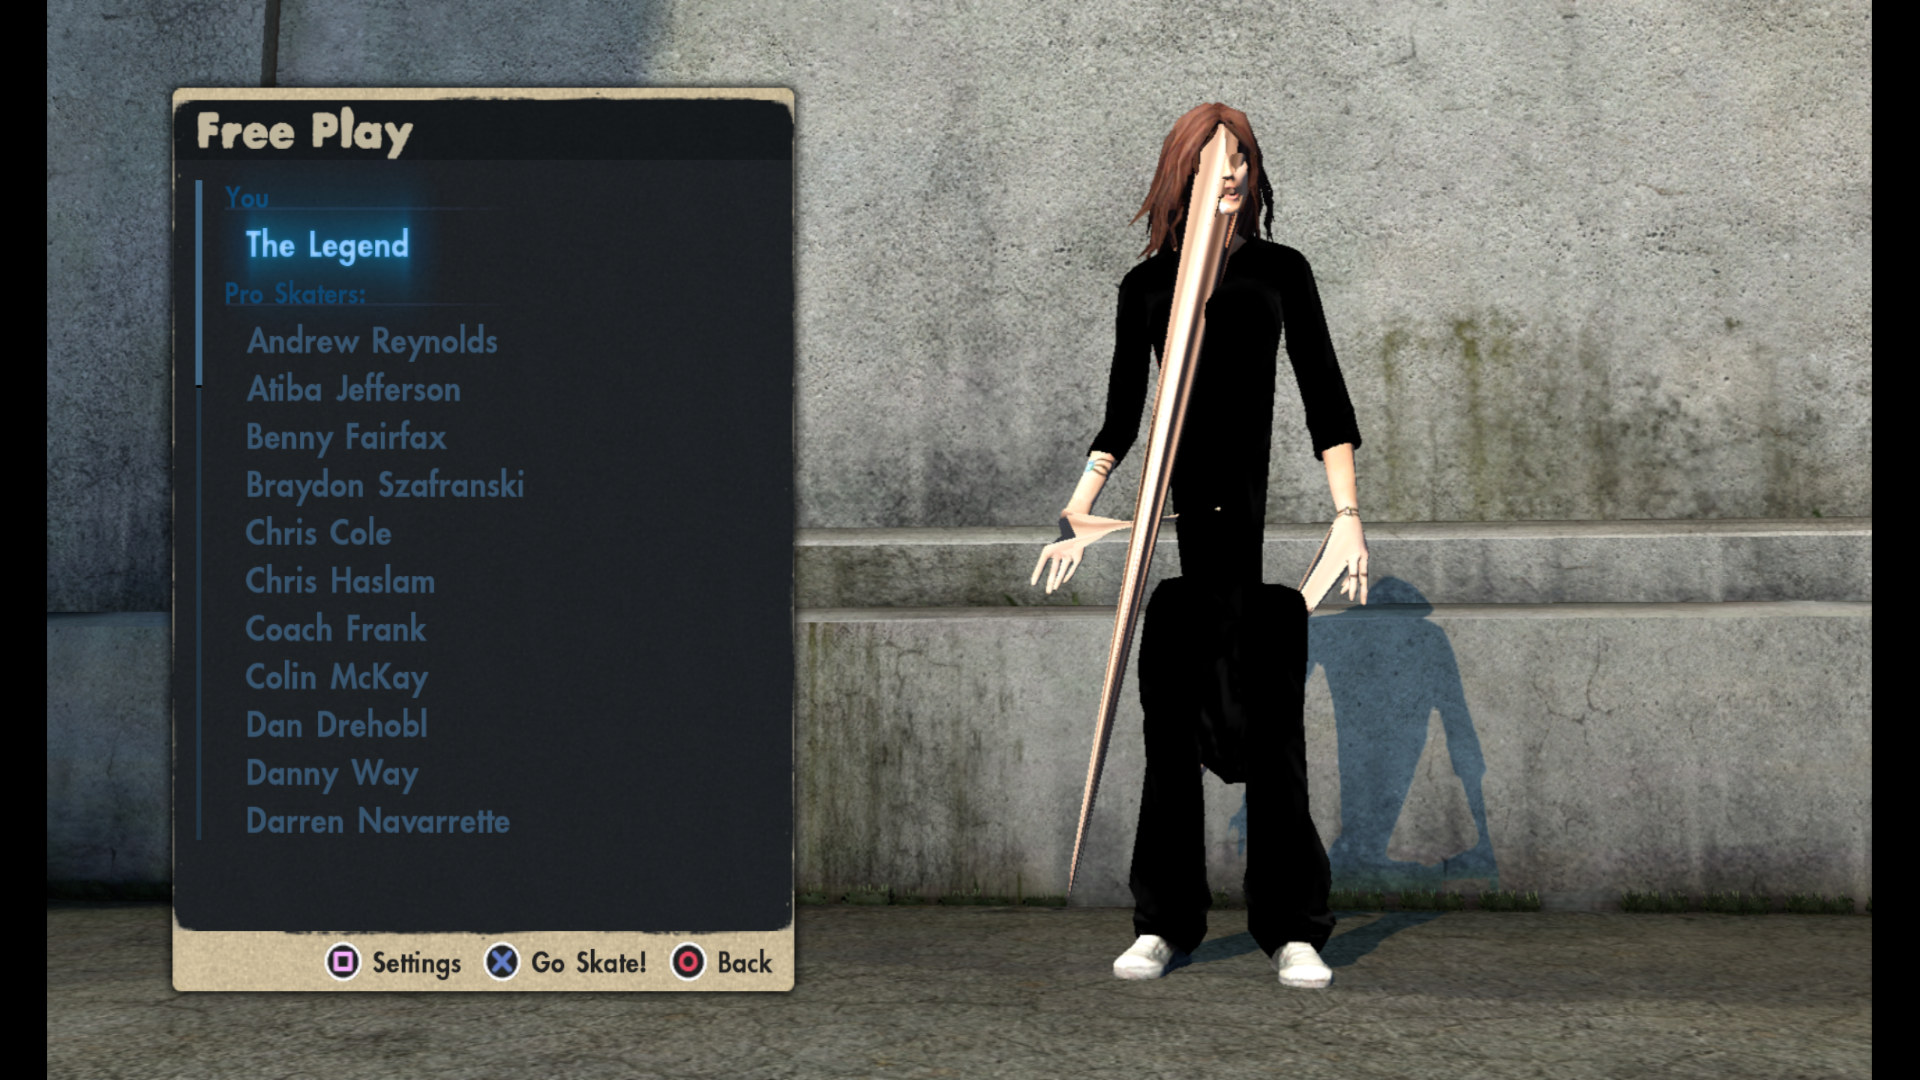 Free Play
You
The Legend
Pro Skaters:
Andrew Reynolds
Atiba Jefferson
Benny Fairfax
Braydon Szafranski
Chris Cole
Chris Haslam
Coach Frank
Colin McKay
Dan Drehobl
Danny Way
Darren Navarrette
Settings Go Skate! Back